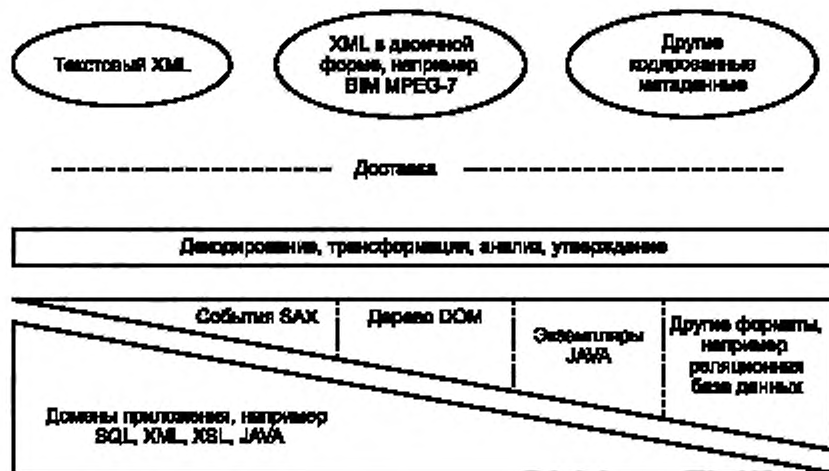 Текстовый XML
XML в двоичной
форме, например
BIM MPEG-7
Другие
кодированные
метаданные
Доставка
Декодирование, трансформация, анализ, утверждение
События SAX
Дерево DOM
Экземпляры
JAVA
Другие форматы,
например
реляционная
база данных
Домены приложения, например
SQL, XML, XSL, JAVA